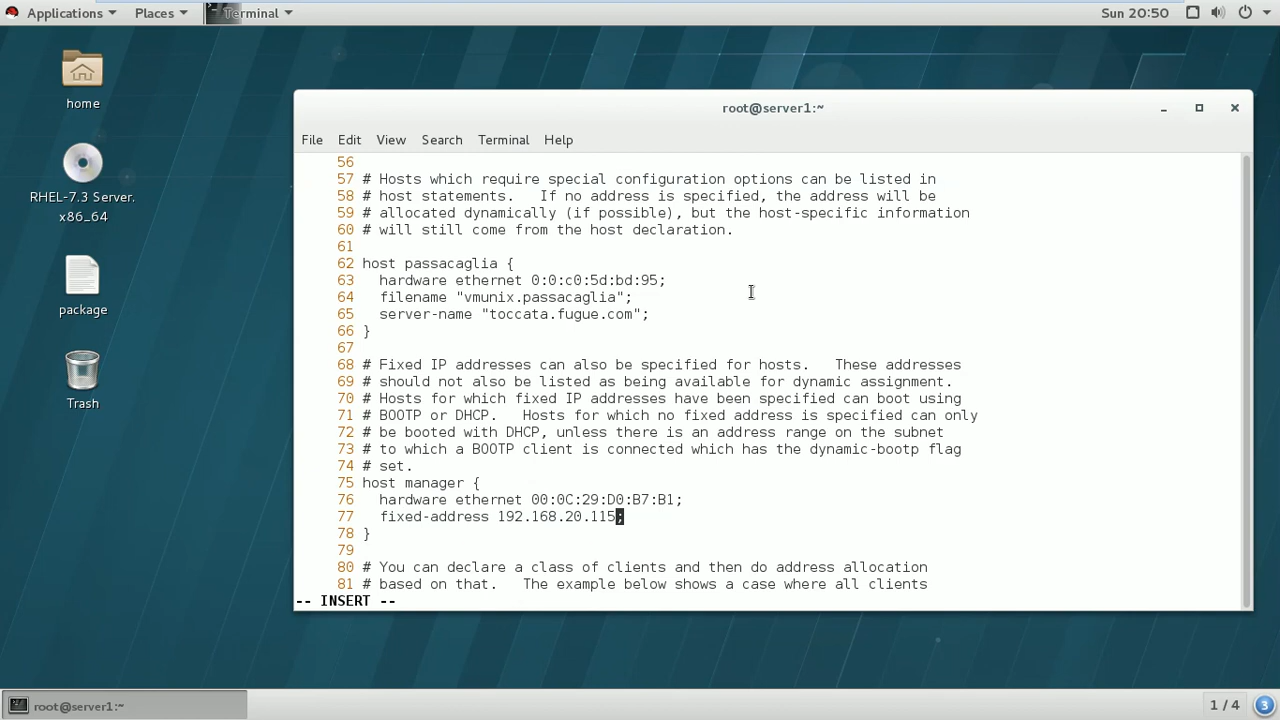 Applications Places Terminal Sun 20:50
home
RHEL-7.3 Server.
x86_64
package
Trash
root@server1:~
File Edit View Search Terminal Help
56
57 # Hosts which require special configuration options can be listed in
58 # host statements.   If no address is specified, the address will be
59 # allocated dynamically (if possible), but the host-specific information
60 # will still come from the host declaration.
61
62 host passacaglia {
63   hardware ethernet 0:0:c0:5d:bd:95;
64   filename "vmunix.passacaglia";
65   server-name "toccata.fugue.com";
66 }
67
68 # Fixed IP addresses can also be specified for hosts.   These addresses
69 # should not also be listed as being available for dynamic assignment.
70 # Hosts for which fixed IP addresses have been specified can boot using
71 # BOOTP or DHCP.   Hosts for which no fixed address is specified can only
72 # be booted with DHCP, unless there is an address range on the subnet
73 # to which a BOOTP client is connected which has the dynamic-bootp flag
74 # set.
75 host manager {
76   hardware ethernet 00:0C:29:D0:B7:B1;
77   fixed-address 192.168.20.115;
78 }
79
80 # You can declare a class of clients and then do address allocation
81 # based on that.   The example below shows a case where all clients
-- INSERT --
root@server1:~ 1 / 4 3